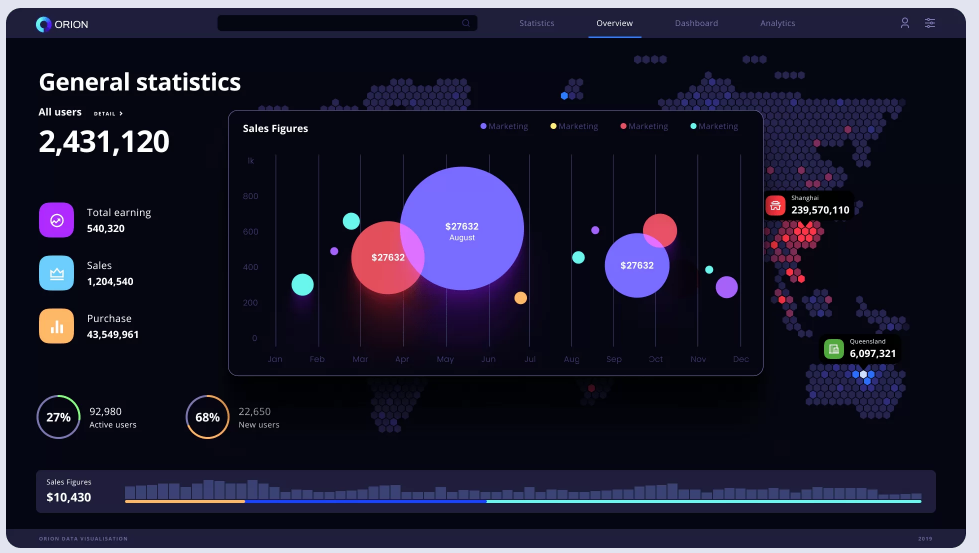 ORION
Statistics
Overview
Dashboard
Analytics
General statistics
All users
DETAIL
2,431,120
Total earning
540,320
Sales
1,204,540
Purchase
43,549,961
27%
92,980
Active users
68%
22,650
New users
Sales Figures
Marketing
Marketing
Marketing
Marketing
800
600
400
200
0
Jan Feb Mar Apr May Jun Jul Aug Sep Oct Nov Dec
$27632
$27632
August
$27632
Shanghai
239,570,110
Queensland
6,097,321
Sales Figures
$10,430
ORION DATA VISUALISATION
2019